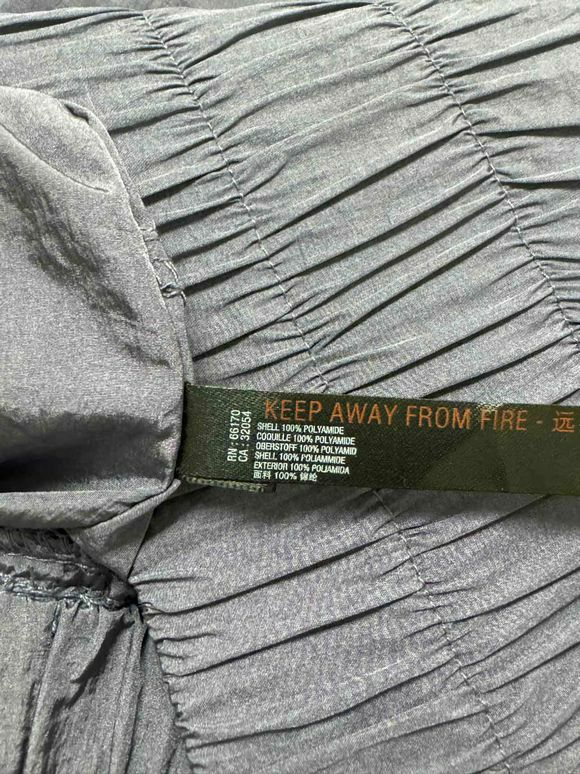 KEEP AWAY FROM FIRE - 远
RN : 66170
CA : 32054
SHELL 100% POLYAMIDE
COQUILLE 100% POLYAMIDE
OBERSTOFF 100% POLYAMID
SHELL 100% POLIAMMIDE
EXTERIOR 100% POLIAMIDA
面料 100% 锦纶